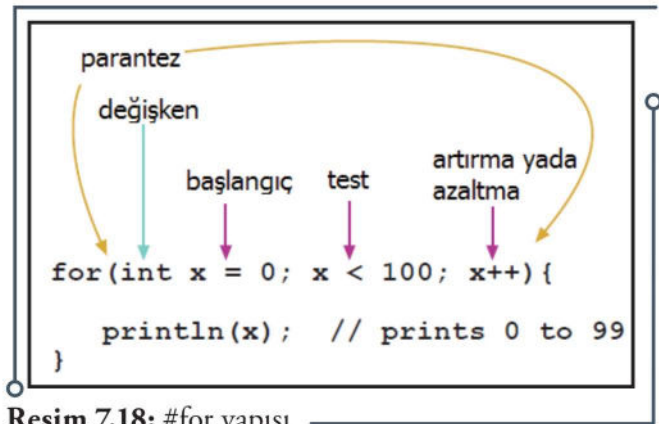 parantez
değişken
başlangıç test artırma yada
azaltma
for(int x = 0; x < 100; x++){
println(x); // prints 0 to 99
}
Resim 7.18: #for yapısı